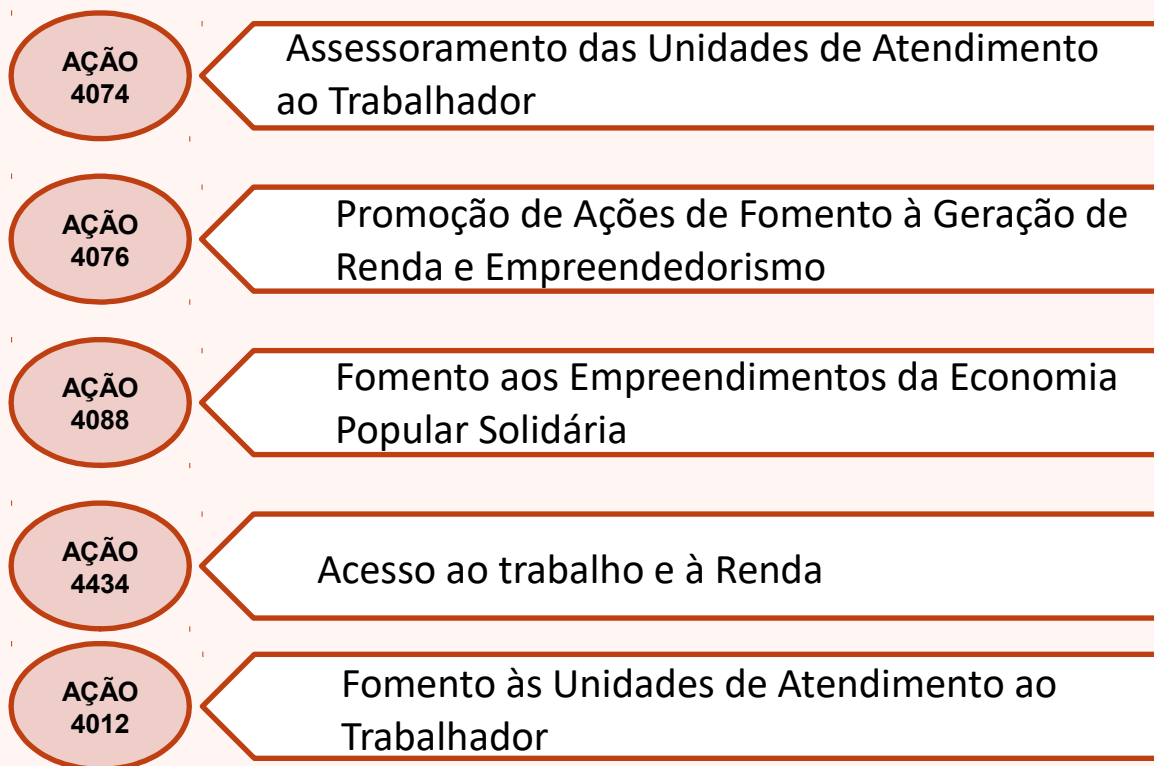 AÇÃO
4074
Assessoramento das Unidades de Atendimento
ao Trabalhador
AÇÃO
4076
Promoção de Ações de Fomento à Geração de
Renda e Empreendedorismo
AÇÃO
4088
Fomento aos Empreendimentos da Economia
Popular Solidária
AÇÃO
4434
Acesso ao trabalho e à Renda
AÇÃO
4012
Fomento às Unidades de Atendimento ao
Trabalhador